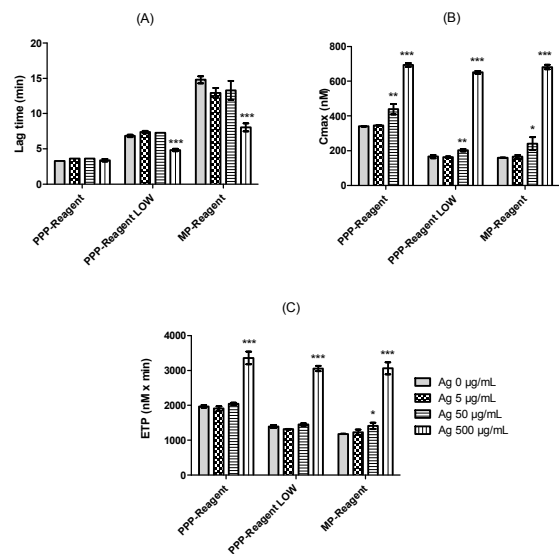 (A)
Lag time (min)
20
15
10
5
0
***
***
PPP-Reagent
PPP-Reagent LOW
MP-Reagent
(B)
Cmax (nM)
800
600
400
200
0
**
***
**
***
*
***
PPP-Reagent
PPP-Reagent LOW
MP-Reagent
(C)
ETP (nM x min)
4000
3000
2000
1000
0
***
***
*
***
PPP-Reagent
PPP-Reagent LOW
MP-Reagent
Ag 0 µg/mL
Ag 5 µg/mL
Ag 50 µg/mL
Ag 500 µg/mL